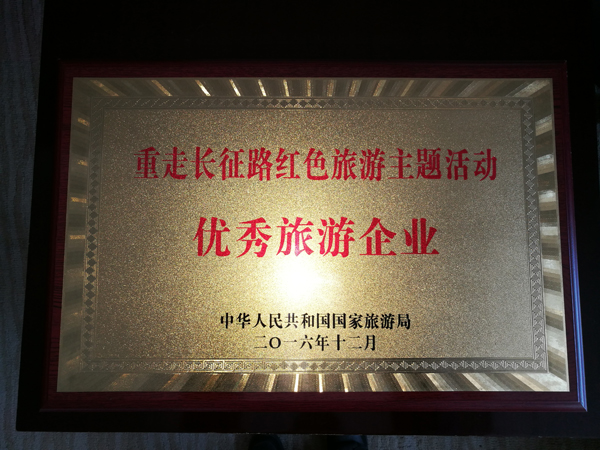 重走长征路红色旅游主题活动
优秀旅游企业
中华人民共和国国家旅游局
二〇一六年十二月